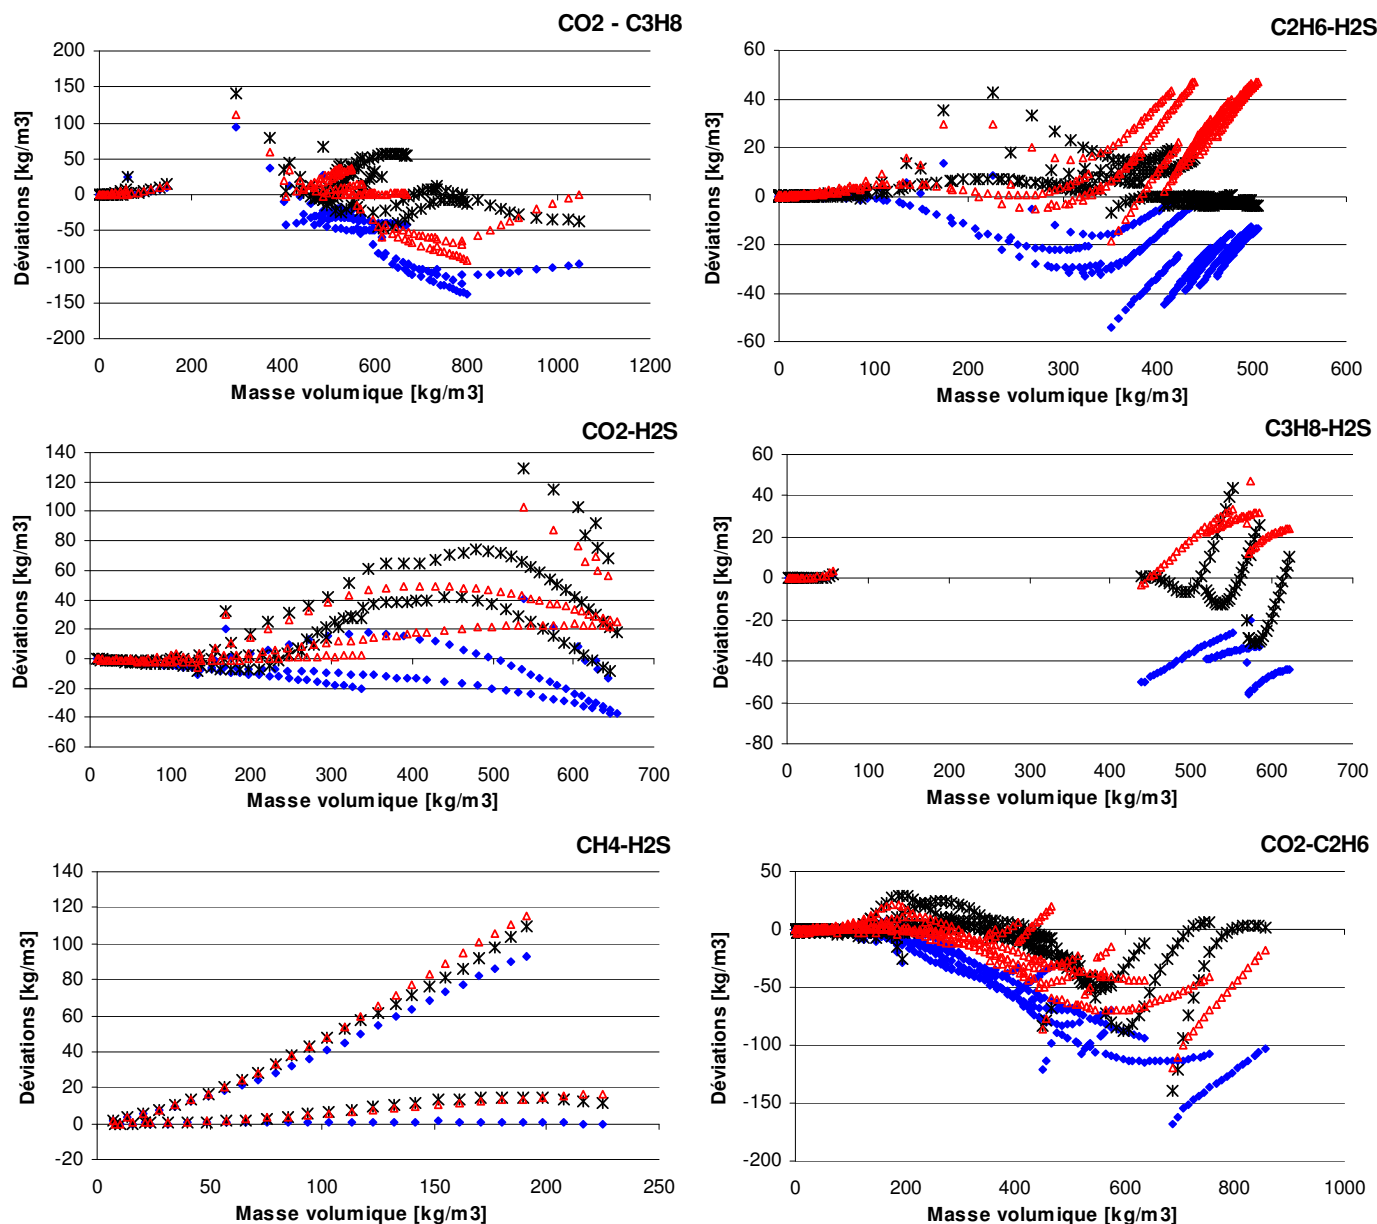 CO2 - C3H8
Déviations [kg/m3]
200
150
100
50
0
-50
-100
-150
-200
0 200 400 600 800 1000 1200
Masse volumique [kg/m3]
C2H6-H2S
Déviations [kg/m3]
60
40
20
0
-20
-40
-60
0 100 200 300 400 500 600
Masse volumique [kg/m3]
CO2-H2S
Déviations [kg/m3]
140
120
100
80
60
40
20
0
-20
-40
-60
0 100 200 300 400 500 600 700
Masse volumique [kg/m3]
C3H8-H2S
Déviations [kg/m3]
60
40
20
0
-20
-40
-60
-80
0 100 200 300 400 500 600 700
Masse volumique [kg/m3]
CH4-H2S
Déviations [kg/m3]
140
120
100
80
60
40
20
0
-20
0 50 100 150 200 250
Masse volumique [kg/m3]
CO2-C2H6
Déviations [kg/m3]
50
0
-50
-100
-150
-200
0 200 400 600 800 1000
Masse volumique [kg/m3]